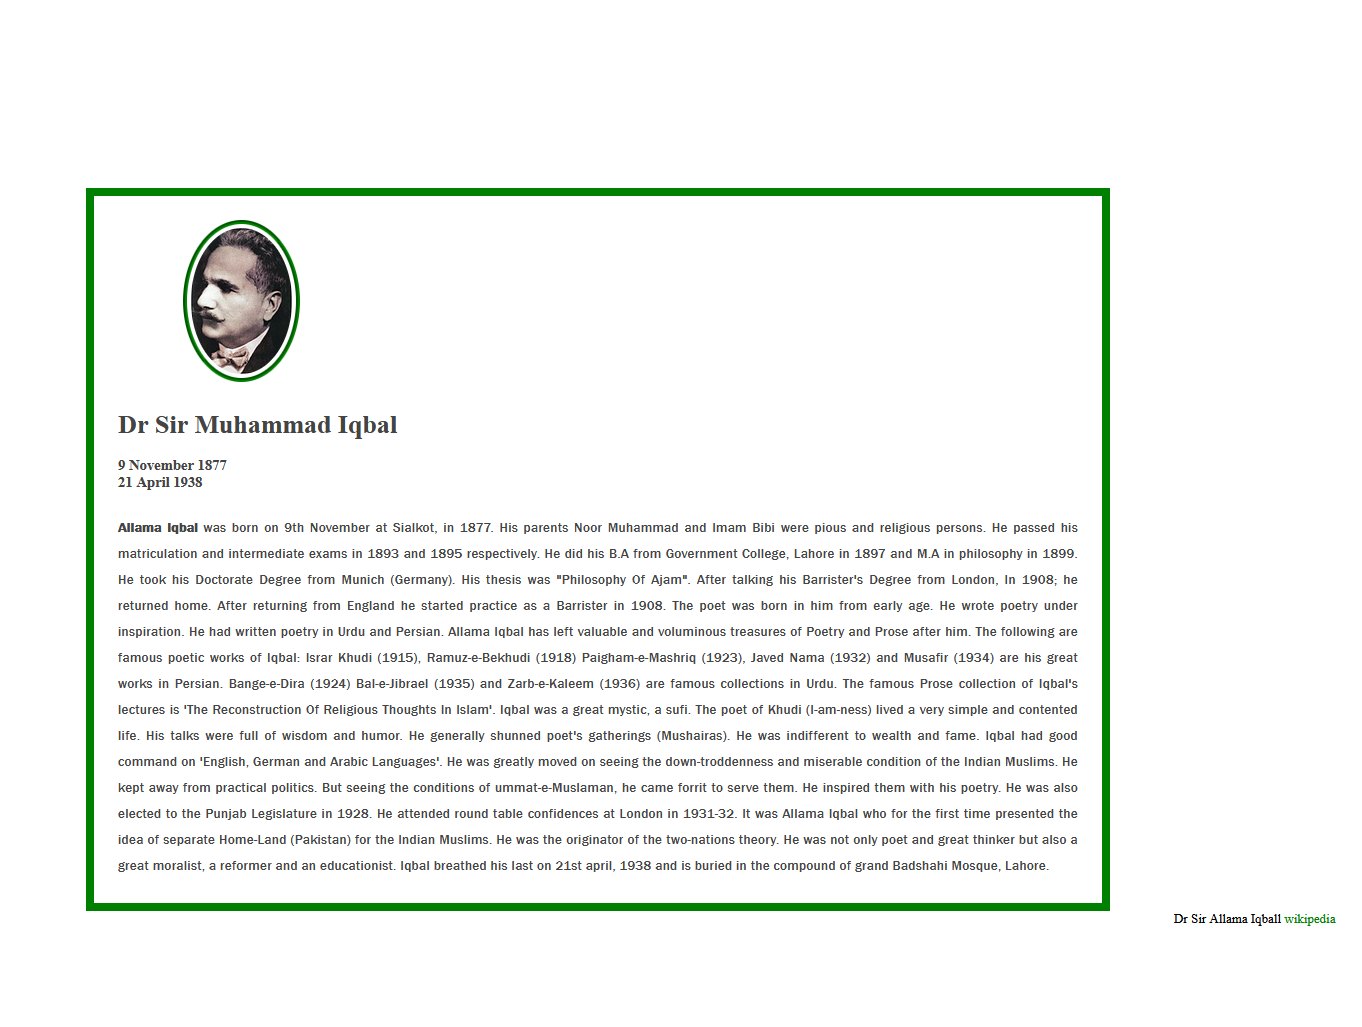 Dr Sir Muhammad Iqbal
9 November 1877
21 April 1938
Allama Iqbal was born on 9th November at Sialkot, in 1877. His parents Noor Muhammad and Imam Bibi were pious and religious persons. He passed his
matriculation and intermediate exams in 1893 and 1895 respectively. He did his B.A from Government College, Lahore in 1897 and M.A in philosophy in 1899.
He took his Doctorate Degree from Munich (Germany). His thesis was "Philosophy Of Ajam". After talking his Barrister's Degree from London, In 1908; he
returned home. After returning from England he started practice as a Barrister in 1908. The poet was born in him from early age. He wrote poetry under
inspiration. He had written poetry in Urdu and Persian. Allama Iqbal has left valuable and voluminous treasures of Poetry and Prose after him. The following are
famous poetic works of Iqbal: Israr Khudi (1915), Ramuz-e-Bekhudi (1918) Paigham-e-Mashriq (1923), Javed Nama (1932) and Musafir (1934) are his great
works in Persian. Bange-e-Dira (1924) Bal-e-Jibrael (1935) and Zarb-e-Kaleem (1936) are famous collections in Urdu. The famous Prose collection of Iqbal's
lectures is 'The Reconstruction Of Religious Thoughts In Islam'. Iqbal was a great mystic, a sufi. The poet of Khudi (I-am-ness) lived a very simple and contented
life. His talks were full of wisdom and humor. He generally shunned poet's gatherings (Mushairas). He was indifferent to wealth and fame. Iqbal had good
command on 'English, German and Arabic Languages'. He was greatly moved on seeing the down-troddenness and miserable condition of the Indian Muslims. He
kept away from practical politics. But seeing the conditions of ummat-e-Muslaman, he came forrit to serve them. He inspired them with his poetry. He was also
elected to the Punjab Legislature in 1928. He attended round table confidences at London in 1931-32. It was Allama Iqbal who for the first time presented the
idea of separate Home-Land (Pakistan) for the Indian Muslims. He was the originator of the two-nations theory. He was not only poet and great thinker but also a
great moralist, a reformer and an educationist. Iqbal breathed his last on 21st april, 1938 and is buried in the compound of grand Badshahi Mosque, Lahore.
Dr Sir Allama Iqball wikipedia